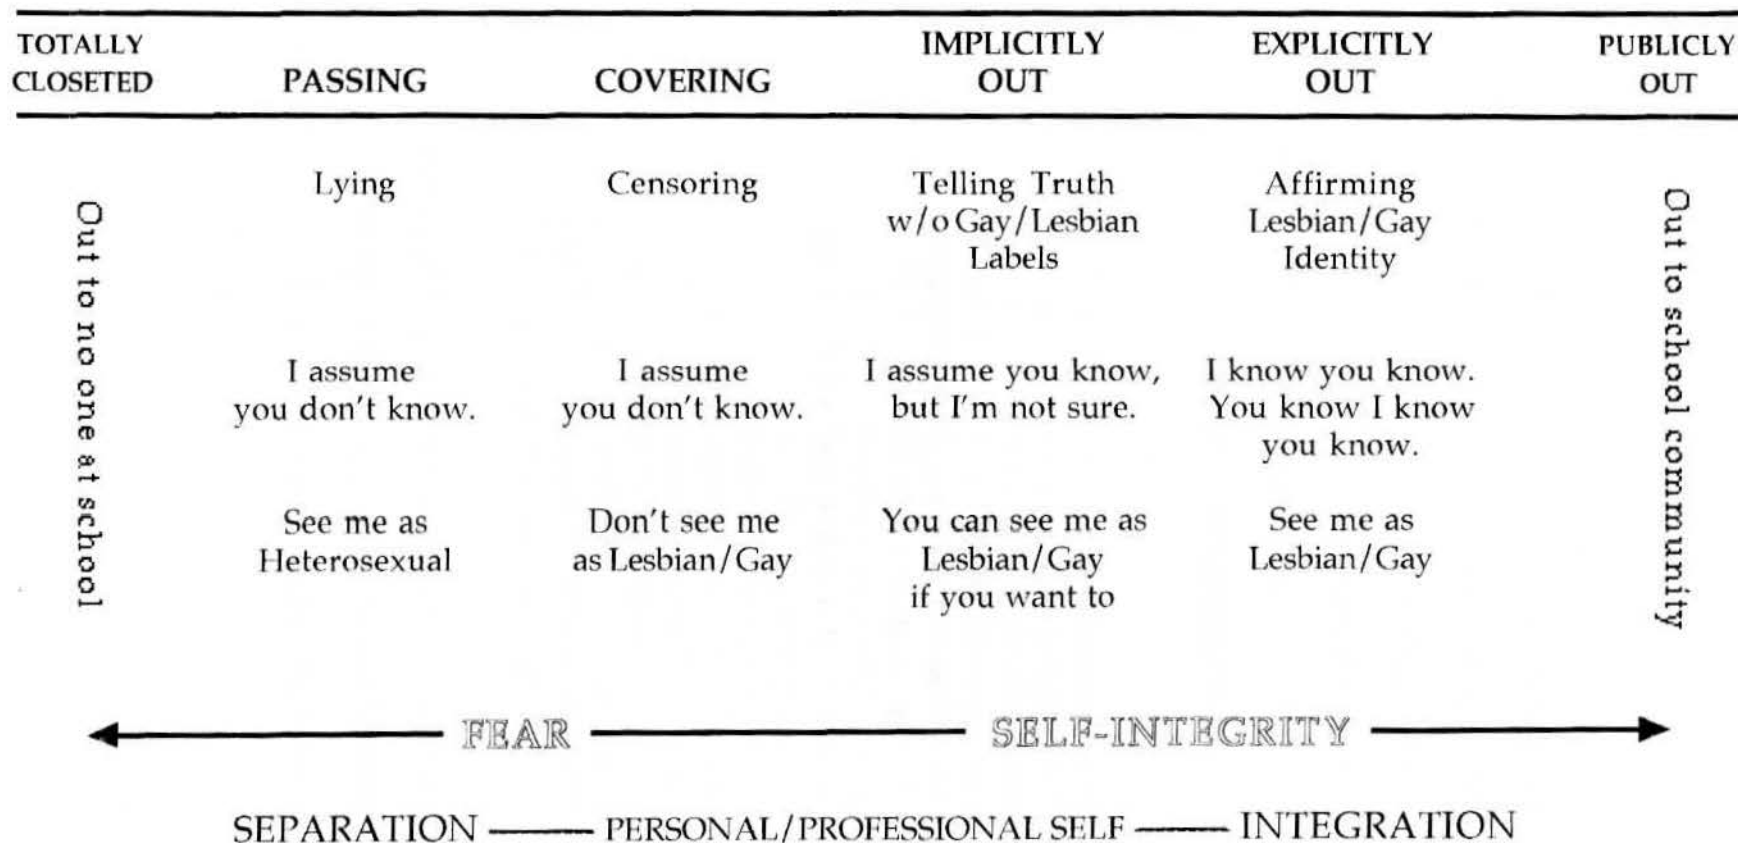 TOTALLY
CLOSETED
PASSING
COVERING
IMPLICITLY
OUT
EXPLICITLY
OUT
PUBLICLY
OUT
Out to no one at school
Lying
Censoring
Telling Truth
w/o Gay/Lesbian
Labels
Affirming
Lesbian/Gay
Identity
I assume
you don't know.
I assume
you don't know.
I assume you know,
but I'm not sure.
I know you know.
You know I know
you know.
See me as
Heterosexual
Don't see me
as Lesbian/Gay
You can see me as
Lesbian/Gay
if you want to
See me as
Lesbian/Gay
Out to school community
FEAR
SELF-INTEGRITY
SEPARATION —— PERSONAL/PROFESSIONAL SELF —— INTEGRATION